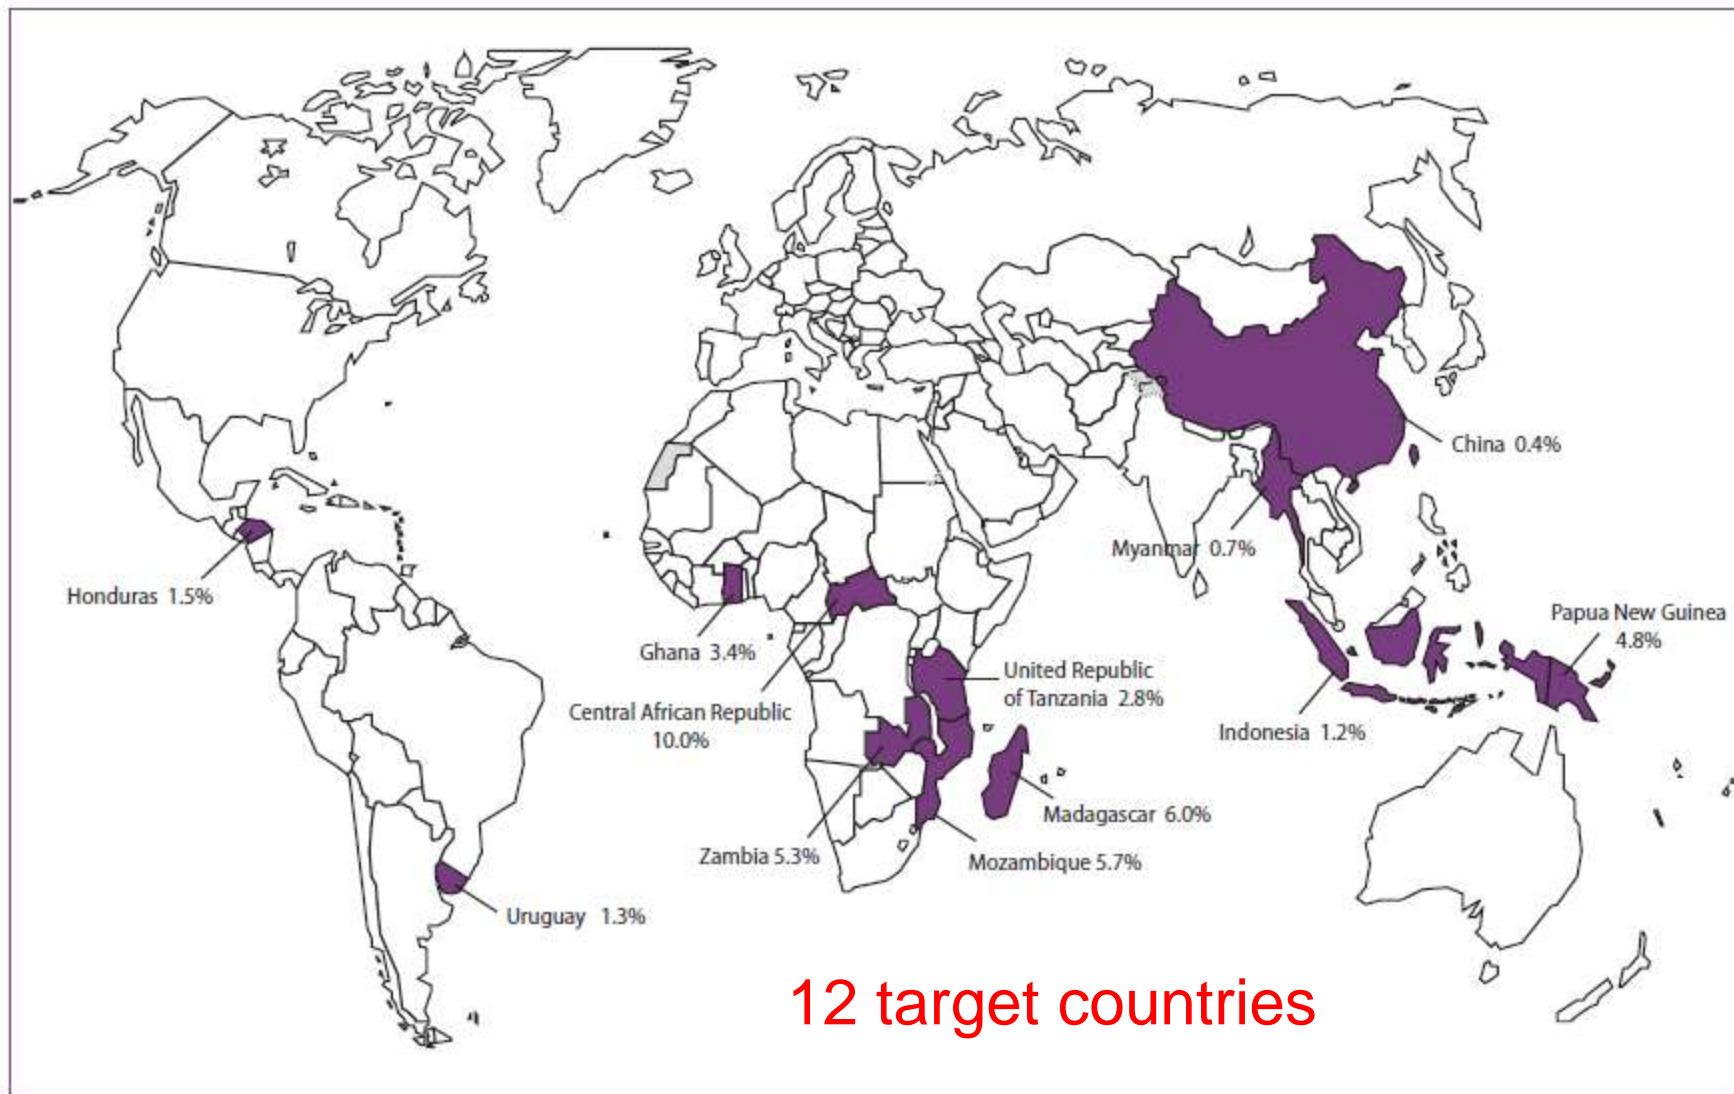 China 0.4%
Myanmar 0.7%
Honduras 1.5%
Papua New Guinea
4.8%
Ghana 3.4%
United Republic
of Tanzania 2.8%
Central African Republic
10.0%
Indonesia 1.2%
Madagascar 6.0%
Zambia 5.3%
Mozambique 5.7%
Uruguay 1.3%
12 target countries